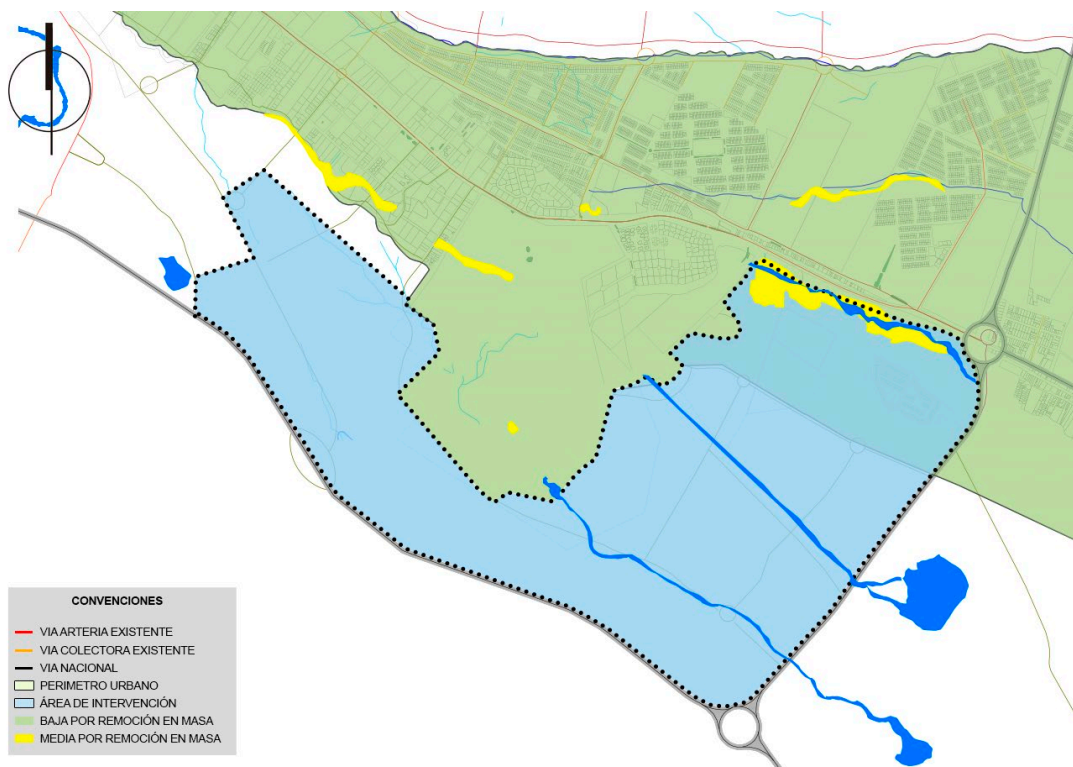 CONVENCIONES
VIA ARTERIA EXISTENTE
VIA COLECTORA EXISTENTE
VIA NACIONAL
PERIMETRO URBANO
ÁREA DE INTERVENCIÓN
BAJA POR REMOCIÓN EN MASA
MEDIA POR REMOCIÓN EN MASA